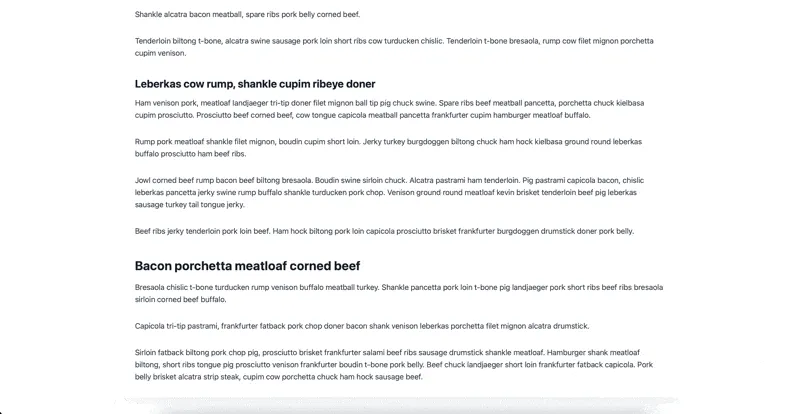 Shankle alcatra bacon meatball, spare ribs pork belly corned beef.
Tenderloin biltong t-bone, alcatra swine sausage pork loin short ribs cow turducken chislic. Tenderloin t-bone bresaola, rump cow filet mignon porchetta
cupim venison.
Leberkas cow rump, shankle cupim ribeye doner
Ham venison pork, meatloaf landjaeger tri-tip doner filet mignon ball tip pig chuck swine. Spare ribs beef meatball pancetta, porchetta chuck kielbasa
cupim prosciutto. Prosciutto beef corned beef, cow tongue capicola meatball pancetta frankfurter cupim hamburger meatloaf buffalo.
Rump pork meatloaf shankle filet mignon, boudin cupim short loin. Jerky turkey burgdoggen biltong chuck ham hock kielbasa ground round leberkas
buffalo prosciutto ham beef ribs.
Jowl corned beef rump bacon beef biltong bresaola. Boudin swine sirloin chuck. Alcatra pastrami ham tenderloin. Pig pastrami capicola bacon, chislic
leberkas pancetta jerky swine rump buffalo shankle turducken pork chop. Venison ground round meatloaf kevin brisket tenderloin beef pig leberkas
sausage turkey tail tongue jerky.
Beef ribs jerky tenderloin pork loin beef. Ham hock biltong pork loin capicola prosciutto brisket frankfurter burgdoggen drumstick doner pork belly.
Bacon porchetta meatloaf corned beef
Bresaola chislic t-bone turducken rump venison buffalo meatball turkey. Shankle pancetta pork loin t-bone pig landjaeger pork short ribs beef ribs bresaola
sirloin corned beef buffalo.
Capicola tri-tip pastrami, frankfurter fatback pork chop doner bacon shank venison leberkas porchetta filet mignon alcatra drumstick.
Sirloin fatback biltong pork chop pig, prosciutto brisket frankfurter salami beef ribs sausage drumstick shankle meatloaf. Hamburger shank meatloaf
biltong, short ribs tongue pig prosciutto venison frankfurter boudin t-bone pork belly. Beef chuck landjaeger short loin frankfurter fatback capicola. Pork
belly brisket alcatra strip steak, cupim cow porchetta chuck ham hock sausage beef.